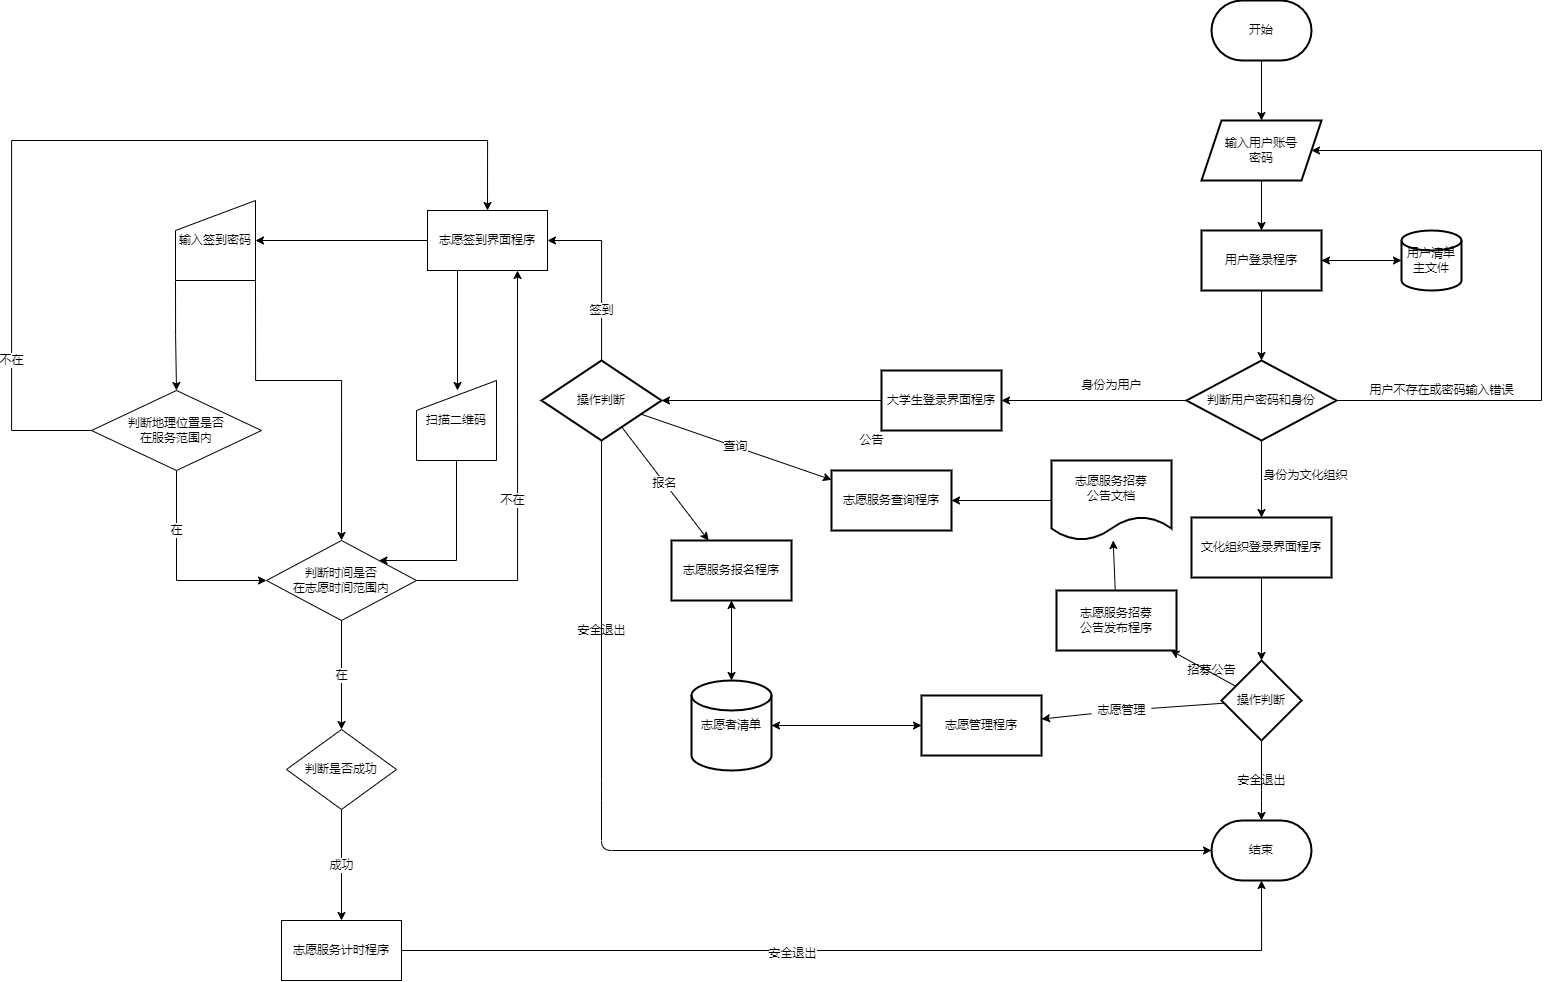 开始
输入用户账号
密码
用户登录程序
用户清单
主文件
判断用户密码和身份
用户不存在或密码输入错误
身份为用户
大学生登录界面程序
公告
操作判断
签到
志愿签到界面程序
输入签到密码
不在
判断地理位置是否
在服务范围内
在
扫描二维码
不在
判断时间是否
在志愿时间范围内
在
判断是否成功
成功
志愿服务计时程序
安全退出
查询
志愿服务查询程序
报名
志愿服务报名程序
安全退出
志愿者清单
志愿管理程序
志愿服务招募
公告文档
志愿服务招募
公告发布程序
身份为文化组织
文化组织登录界面程序
招募公告
志愿管理
操作判断
安全退出
结束